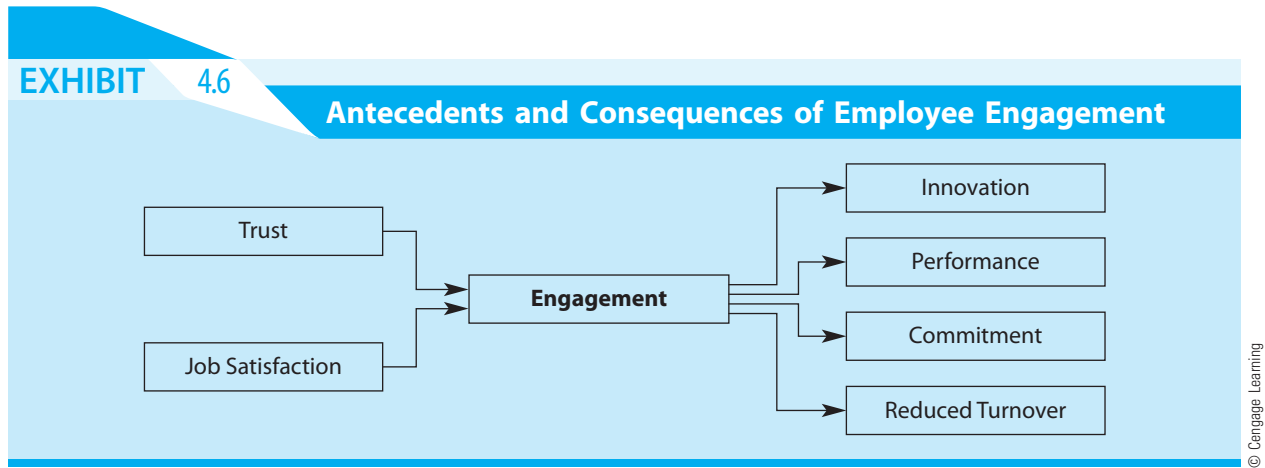 EXHIBIT 4.6
Antecedents and Consequences of Employee Engagement
Trust
Job Satisfaction
Engagement
Innovation
Performance
Commitment
Reduced Turnover
© Cengage Learning